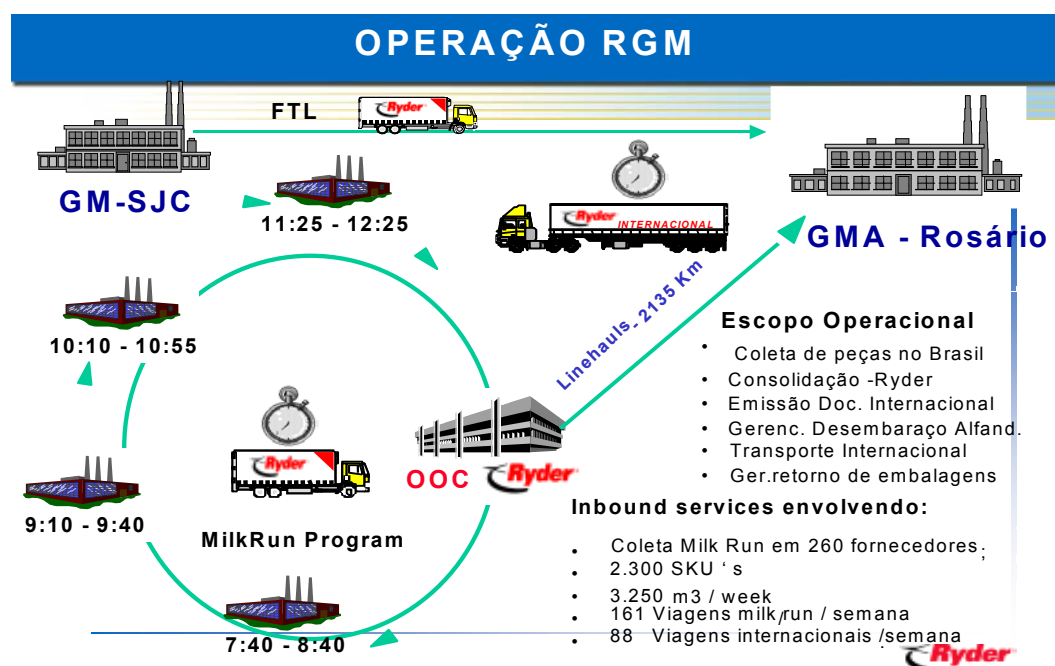 OPERAÇÃO RGM
FTL
Ryder
GM-SJC
11:25 - 12:25
Ryder INTERNACIONAL
GMA - Rosário
10:10 - 10:55
Linehauls- 2135 Km
9:10 - 9:40
Ryder
MilkRun Program
OOC Ryder
7:40 - 8:40
Escopo Operacional
• Coleta de peças no Brasil
• Consolidação -Ryder
• Emissão Doc. Internacional
• Gerenc. Desembaraço Alfand.
• Transporte Internacional
• Ger.retorno de embalagens
Inbound services envolvendo:
• Coleta Milk Run em 260 fornecedores;
• 2.300 SKU ‘ s
• 3.250 m3 / week
• 161 Viagens milk/run / semana
• 88 Viagens internacionais /semana.
Ryder